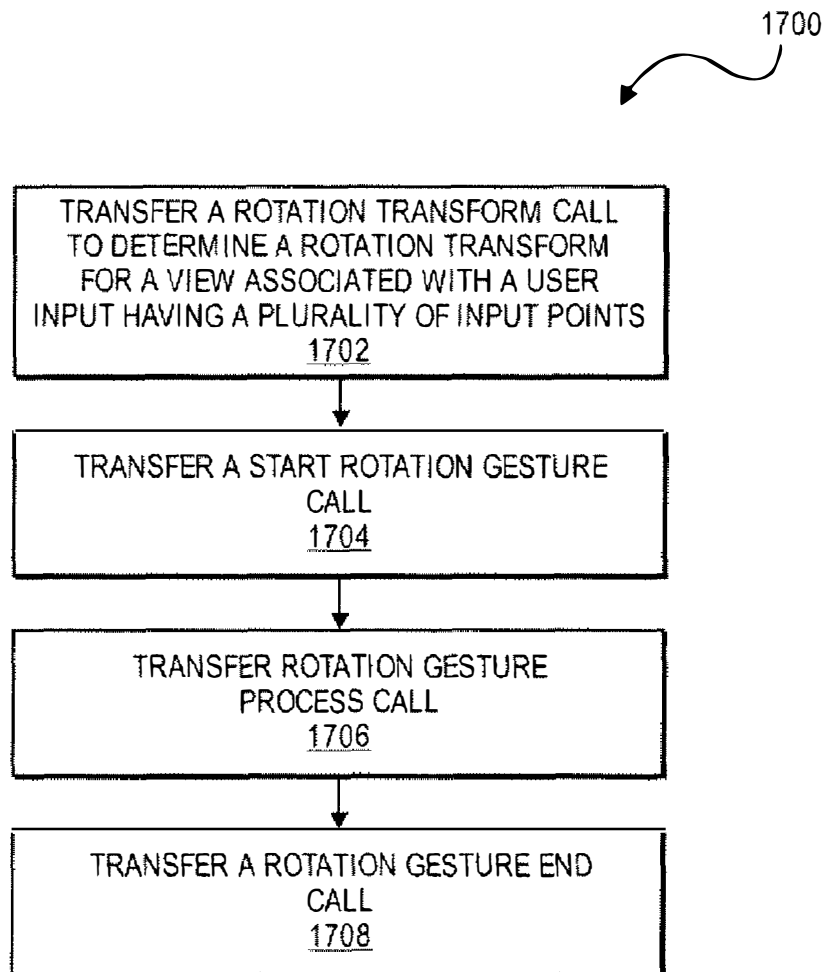 1700
TRANSFER A ROTATION TRANSFORM CALL
TO DETERMINE A ROTATION TRANSFORM
FOR A VIEW ASSOCIATED WITH A USER
INPUT HAVING A PLURALITY OF INPUT POINTS
1702
TRANSFER A START ROTATION GESTURE
CALL
1704
TRANSFER ROTATION GESTURE
PROCESS CALL
1706
TRANSFER A ROTATION GESTURE END
CALL
1708